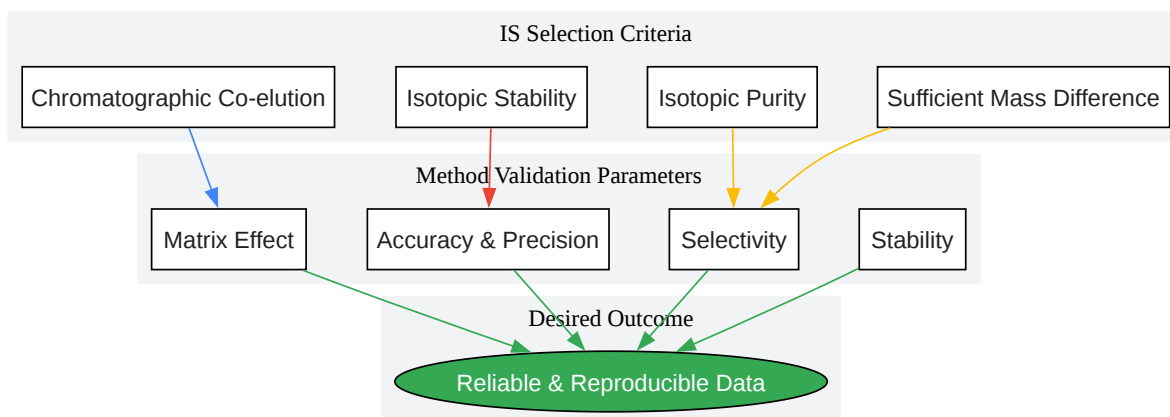 IS Selection Criteria
Chromatographic Co-elution
Isotopic Stability
Isotopic Purity
Sufficient Mass Difference
Method Validation Parameters
Matrix Effect
Accuracy & Precision
Selectivity
Stability
Desired Outcome
Reliable & Reproducible Data